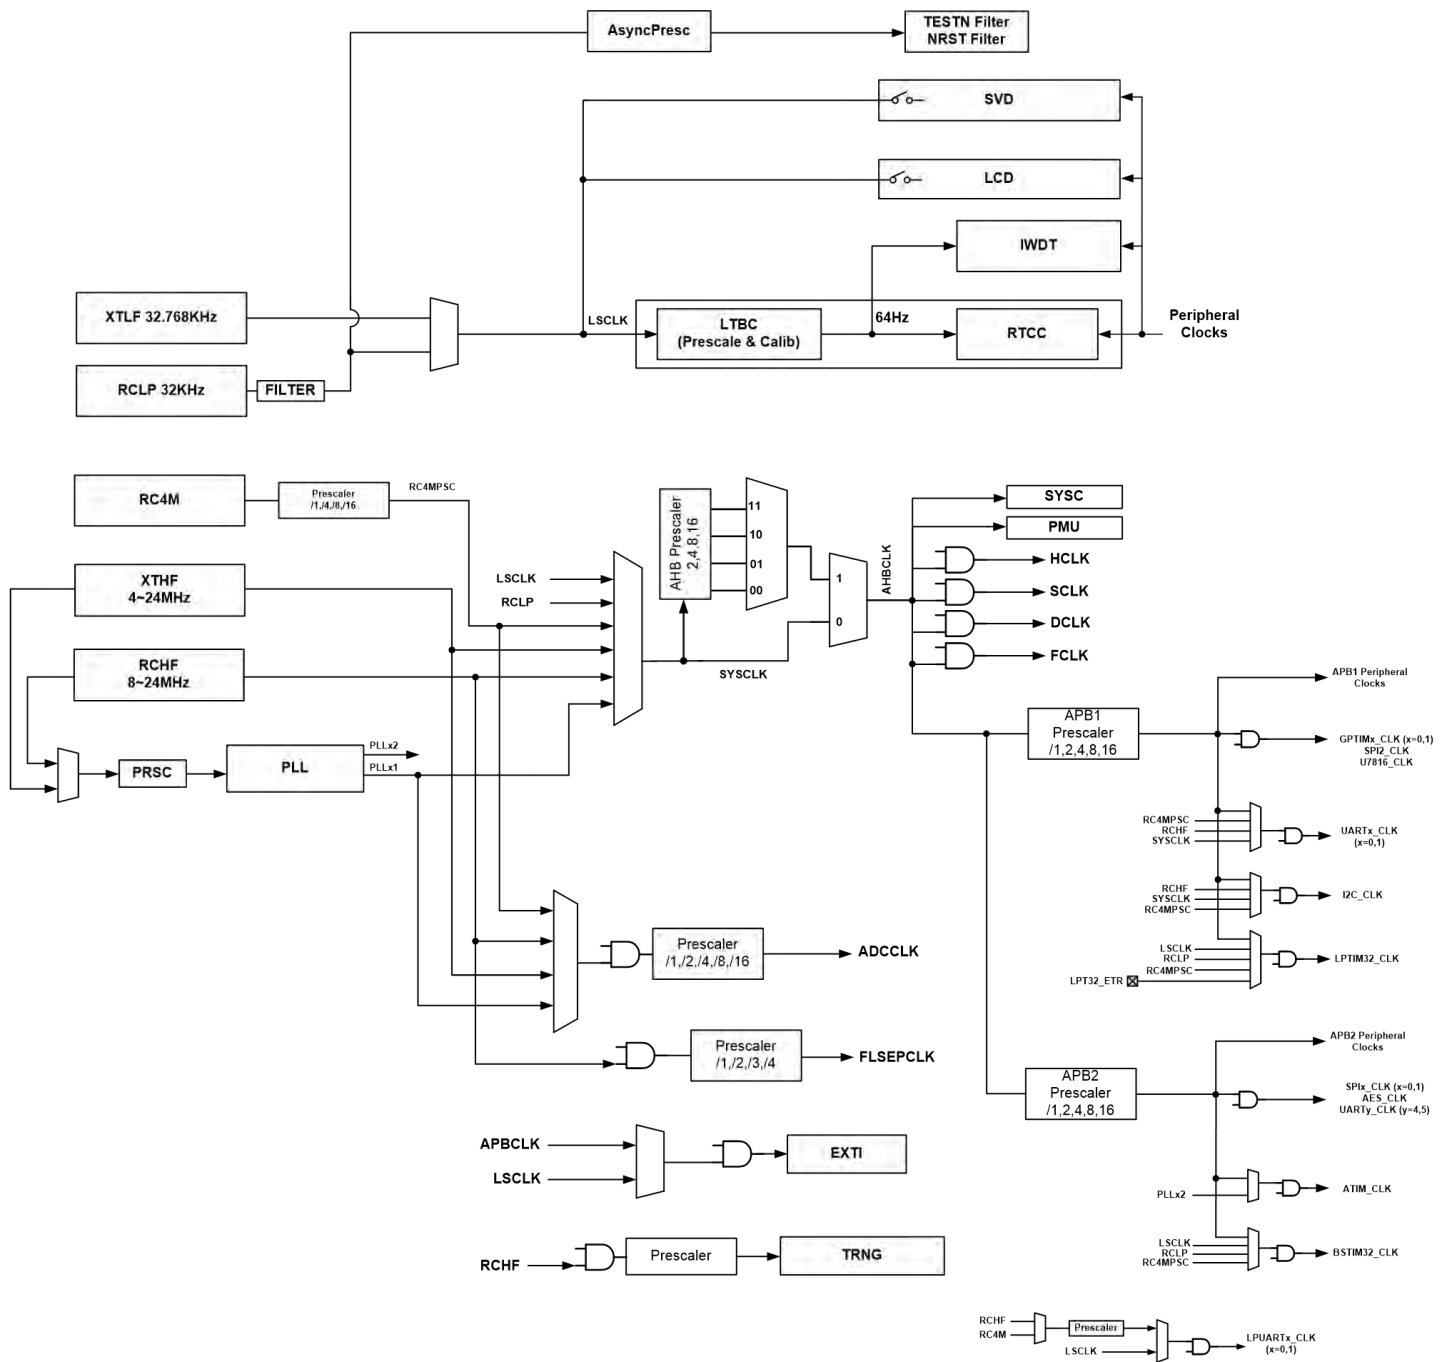 AsyncPresc
TESTN Filter
NRST Filter
SVD
LCD
IWDT
XTLF 32.768KHz
LSCLK
LTBC
(Prescale & Calib)
64Hz
RTCC
Peripheral
Clocks
RCLP 32KHz
FILTER
RC4M
Prescaler
/1,/4,/8,/16
RC4MPSC
XTHF
4~24MHz
RCHF
8~24MHz
LSCLK
RCLP
AHB Prescaler
2,4,8,16
11
10
01
00
1
0
SYSCLK
AHBCLK
SYSC
PMU
HCLK
SCLK
DCLK
FCLK
PRSC
PLL
PLLx2
PLLx1
APB1
Prescaler
/1,2,4,8,16
APB1 Peripheral
Clocks
GPTIMx_CLK (x=0,1)
SPI2_CLK
U7816_CLK
RC4MPSC
RCHF
SYSCLK
UARTx_CLK
(x=0,1)
RCHF
SYSCLK
RC4MPSC
I2C_CLK
LSCLK
RCLP
RC4MPSC
LPT32_ETR
LPTIM32_CLK
Prescaler
/1,/2,/4,/8,/16
ADCCLK
Prescaler
/1,/2,/3,/4
FLSEPCLK
APB2
Prescaler
/1,2,4,8,16
APB2 Peripheral
Clocks
SPIx_CLK (x=0,1)
AES_CLK
UARTy_CLK (y=4,5)
APBCLK
LSCLK
EXTI
PLLx2
ATIM_CLK
LSCLK
RCLP
RC4MPSC
BSTIM32_CLK
RCHF
Prescaler
TRNG
RCHF
RC4M
Prescaler
LSCLK
LPUARTx_CLK
(x=0,1)